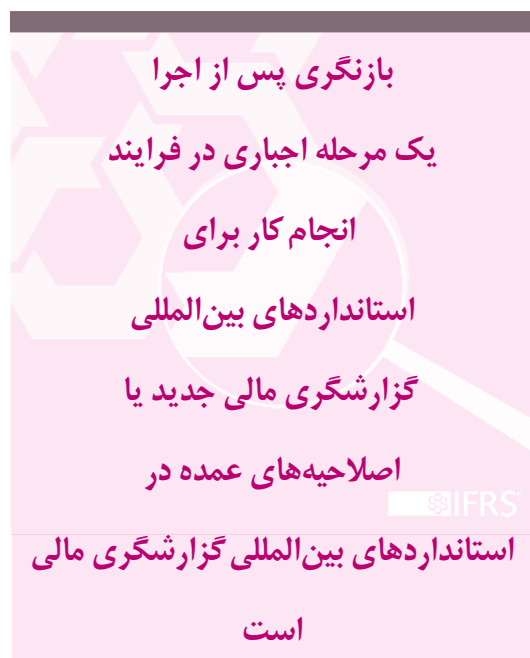 بازنگری پس از اجرا
یک مرحله اجباری در فرایند
انجام کار برای
استانداردهای بین‌المللی
گزارشگری مالی جدید یا
اصلاحیه‌های عمده در
IFRS
استانداردهای بین‌المللی گزارشگری مالی
است